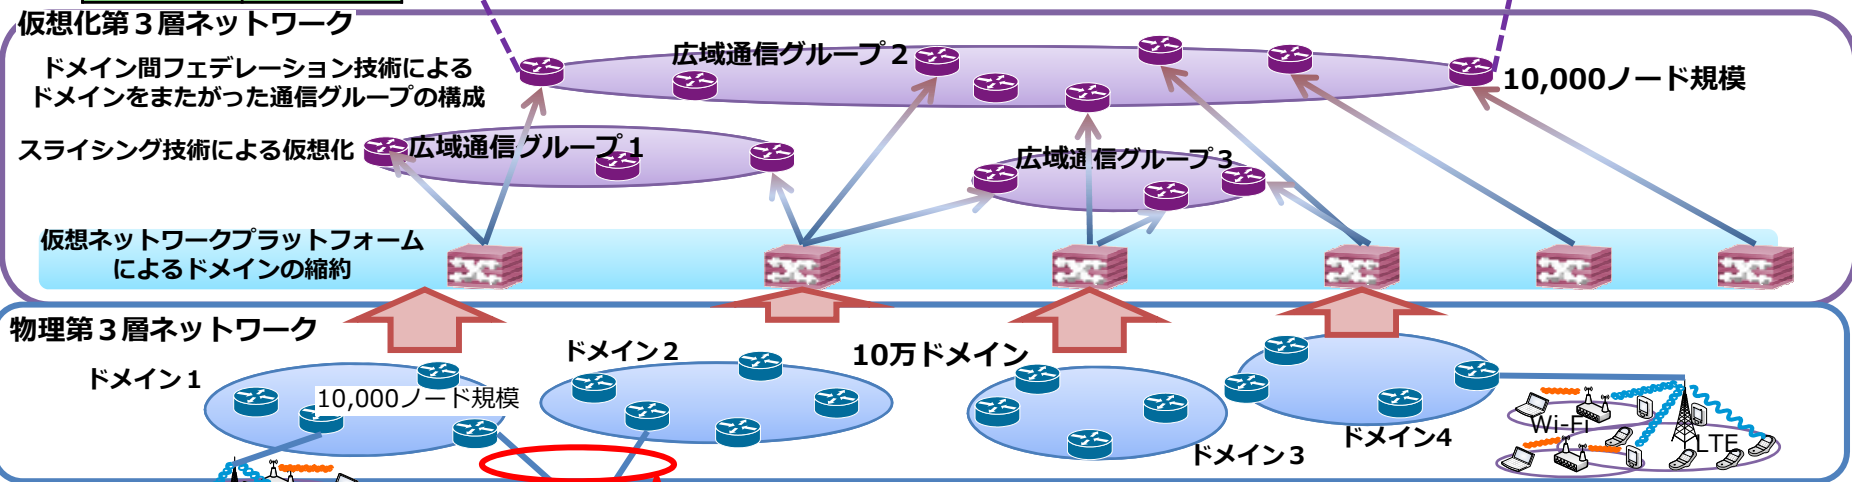 仮想化第３層ネットワーク
ドメイン間フェデレーション技術による
ドメインをまたがった通信グループの構成
広域通信グループ２
10,000ノード規模
スライシング技術による仮想化
広域通信グループ１
広域通信グループ３
仮想ネットワークプラットフォーム
によるドメインの縮約
物理第３層ネットワーク
ドメイン１
10,000ノード規模
ドメイン２
10万ドメイン
ドメイン３
ドメイン4
Wi-Fi
LTE